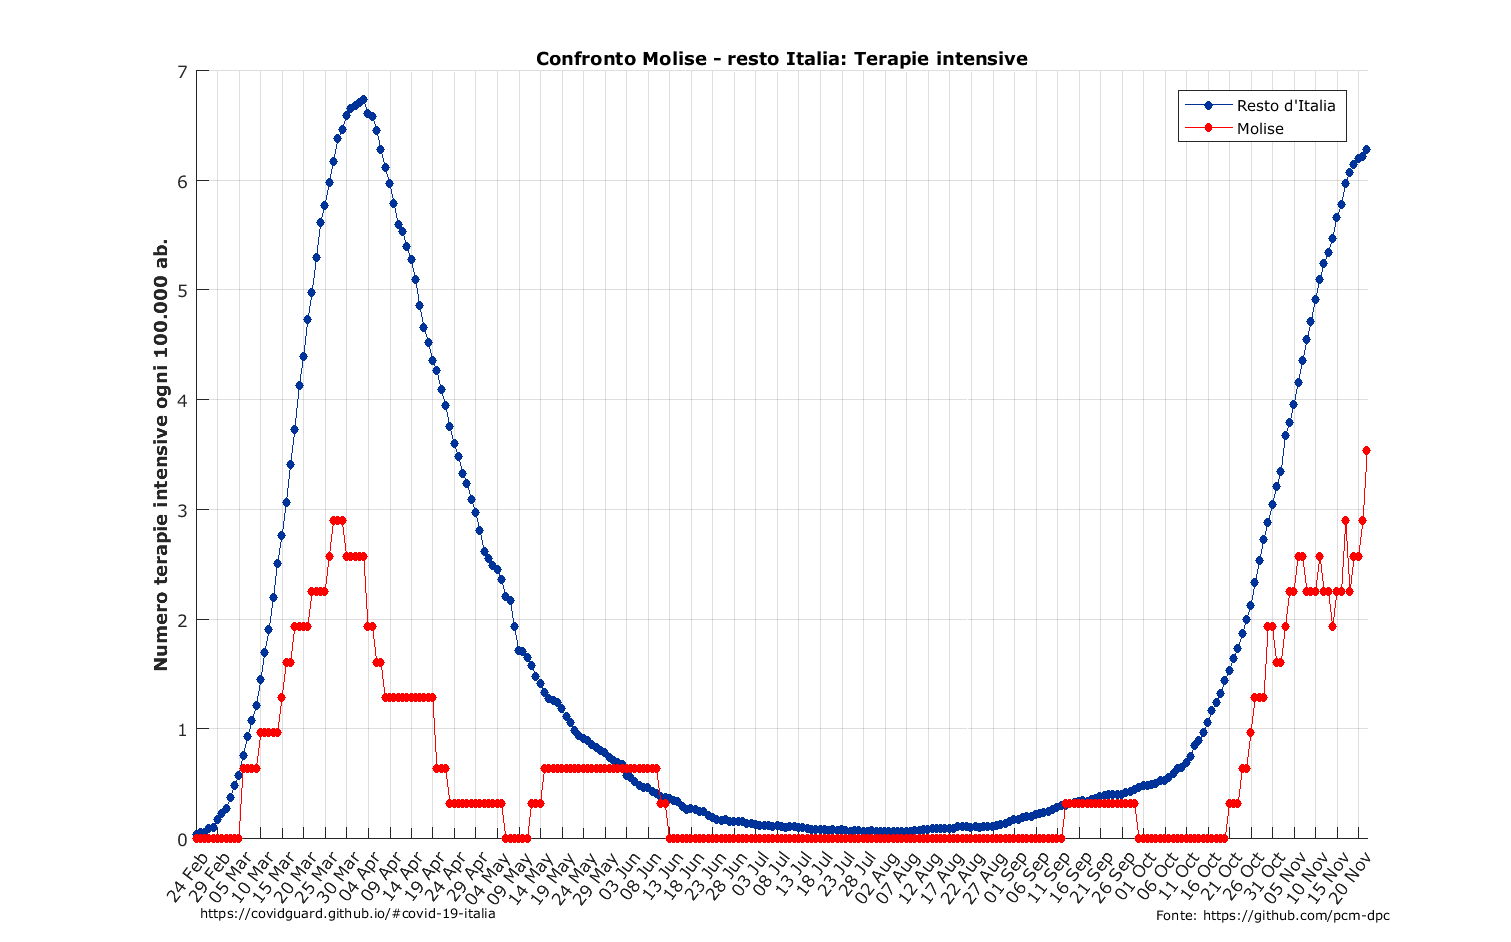 Confronto Molise - resto Italia: Terapie intensive
Numero terapie intensive ogni 100.000 ab.
7
6
5
4
3
2
1
0
Resto d'Italia
Molise
24 Feb
29 Feb
05 Mar
10 Mar
15 Mar
20 Mar
25 Mar
30 Mar
04 Apr
09 Apr
14 Apr
19 Apr
24 Apr
29 Apr
04 May
09 May
14 May
19 May
24 May
29 May
03 Jun
08 Jun
13 Jun
18 Jun
23 Jun
28 Jun
03 Jul
08 Jul
13 Jul
18 Jul
23 Jul
28 Jul
02 Aug
07 Aug
12 Aug
17 Aug
22 Aug
27 Aug
01 Sep
06 Sep
11 Sep
16 Sep
21 Sep
26 Sep
01 Oct
06 Oct
11 Oct
16 Oct
21 Oct
26 Oct
31 Oct
05 Nov
10 Nov
15 Nov
20 Nov
https://covidguard.github.io/#covid-19-italia
Fonte: https://github.com/pcm-dpc